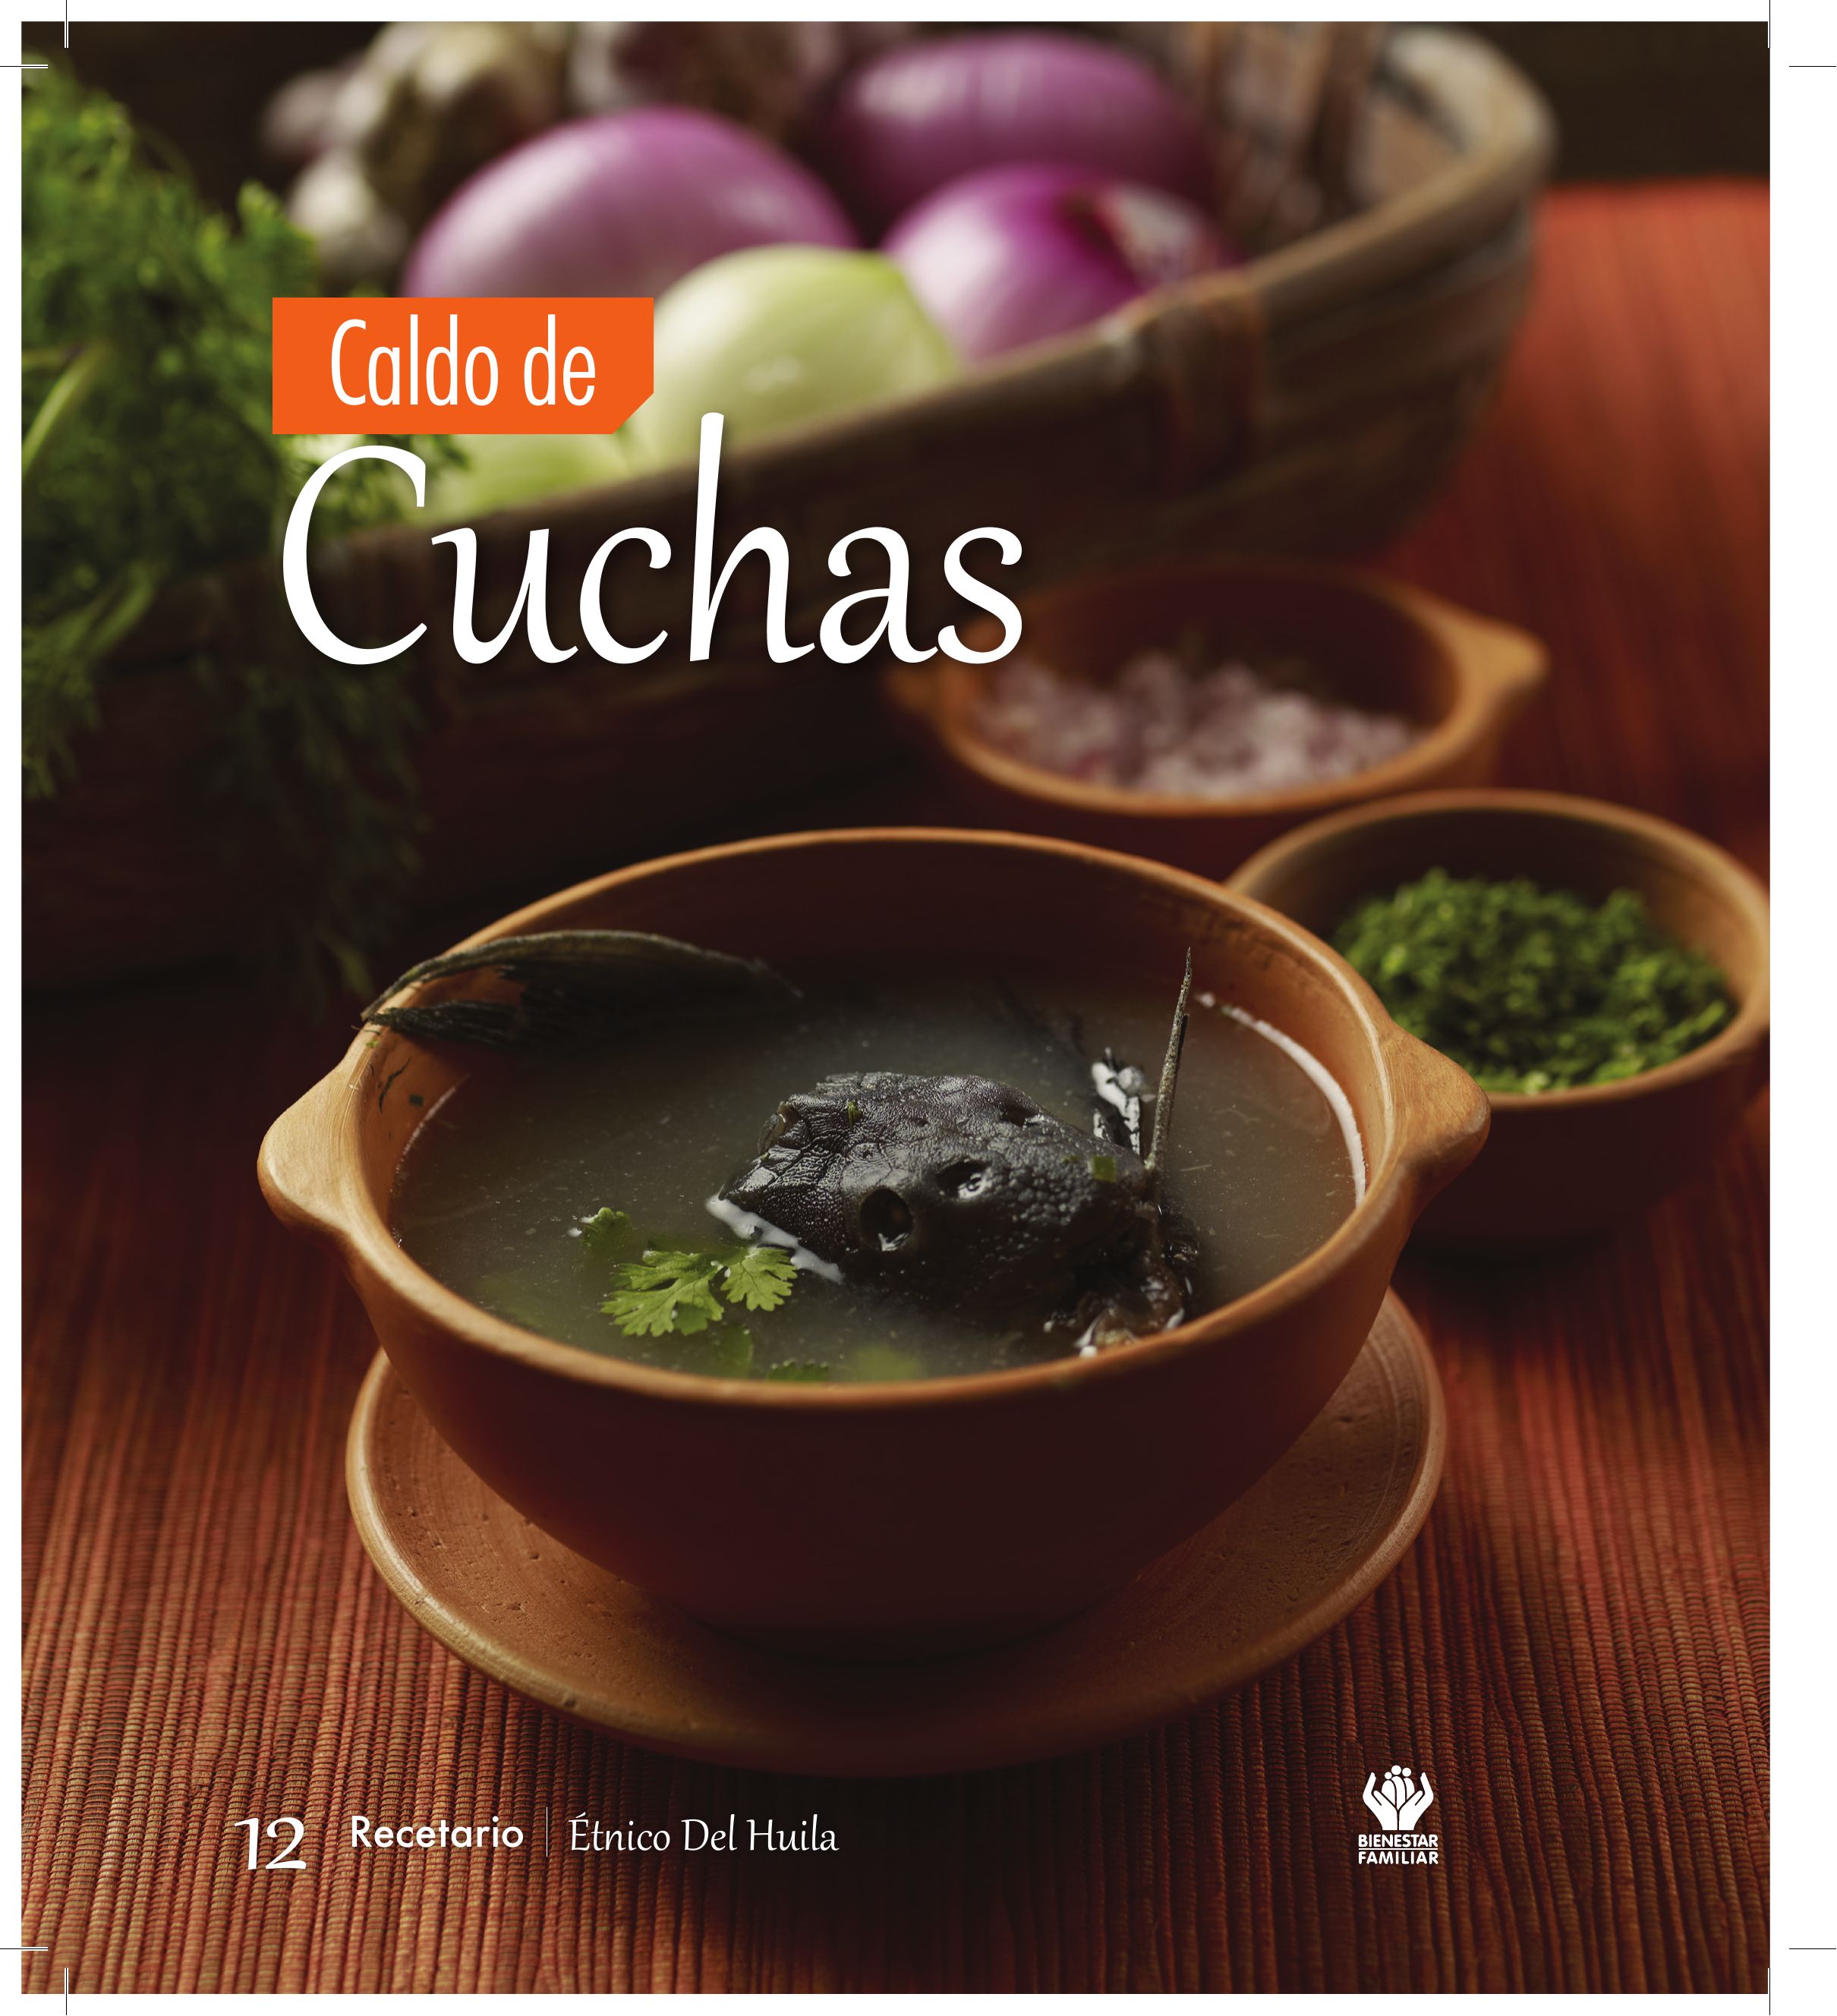 Caldo de
Cuchas
12 Recetario Étnico Del Huila
BIENESTAR
FAMILIAR